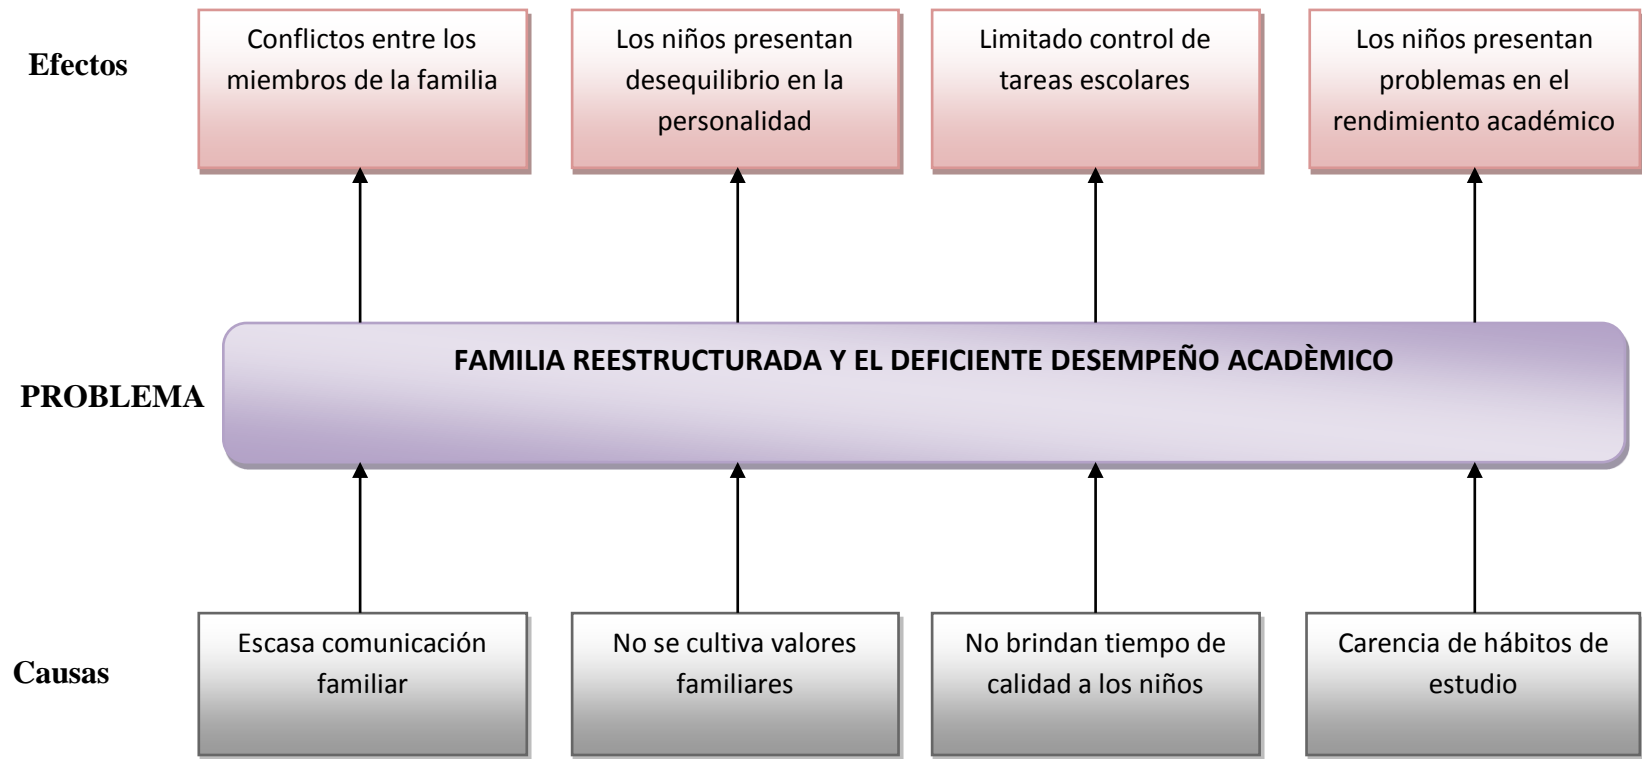 Efectos
Conflictos entre los
miembros de la familia
Los niños presentan
desequilibrio en la
personalidad
Limitado control de
tareas escolares
Los niños presentan
problemas en el
rendimiento académico
PROBLEMA
FAMILIA REESTRUCTURADA Y EL DEFICIENTE DESEMPEÑO ACADÈMICO
Causas
Escasa comunicación
familiar
No se cultiva valores
familiares
No brindan tiempo de
calidad a los niños
Carencia de hábitos de
estudio